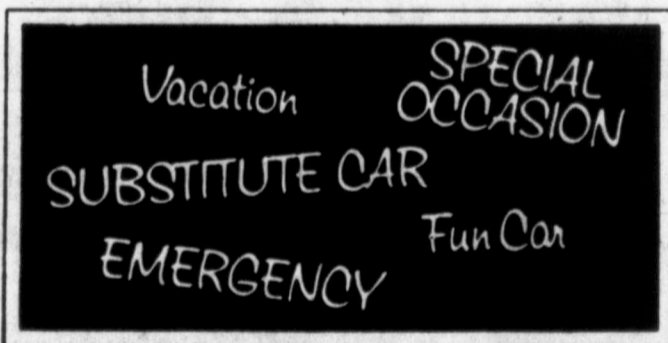 Vacation
SPECIAL
OCCASION
SUBSTITUTE CAR
Fun Car
EMERGENCY